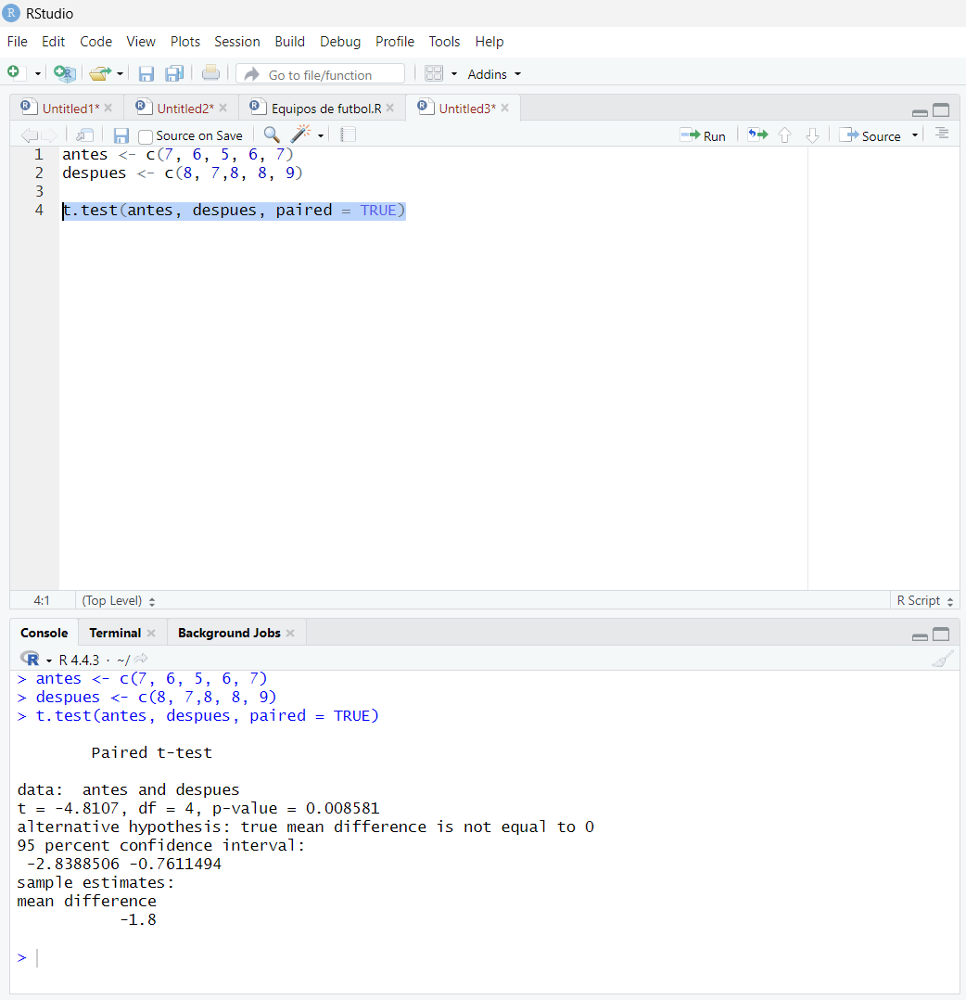 RStudio
File Edit Code View Plots Session Build Debug Profile Tools Help
Go to file/function Addins
Untitled1* Untitled2* Equipos de futbol.R Untitled3*
Source on Save Run Source
1 antes <- c(7, 6, 5, 6, 7)
2 despues <- c(8, 7,8, 8, 9)
3
4 t.test(antes, despues, paired = TRUE)
4:1 (Top Level) R Script
Console Terminal Background Jobs
R 4.4.3 · ~/
> antes <- c(7, 6, 5, 6, 7)
> despues <- c(8, 7,8, 8, 9)
> t.test(antes, despues, paired = TRUE)
Paired t-test
data:  antes and despues
t = -4.8107, df = 4, p-value = 0.008581
alternative hypothesis: true mean difference is not equal to 0
95 percent confidence interval:
-2.8388506 -0.7611494
sample estimates:
mean difference
-1.8
>